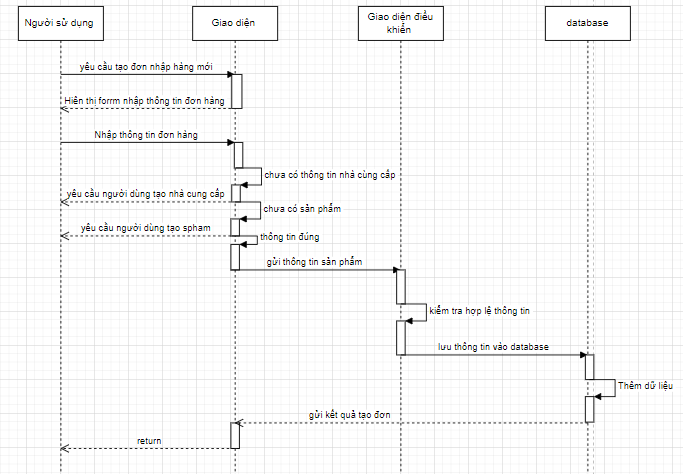 Người sử dụng
Giao diện
Giao diện điều
khiển
database
yêu cầu tạo đơn nhập hàng mới
Hiển thị forrm nhập thông tin đơn hàng
Nhập thông tin đơn hàng
chưa có thông tin nhà cùng cấp
yêu cầu người dùng tạo nhà cung cấp
chưa có sản phẩm
yêu cầu người dùng tạo spham
thông tin đúng
gửi thông tin sản phẩm
kiểm tra hợp lệ thông tin
lưu thông tin vào database
Thêm dữ liệu
gửi kết quả tạo đơn
return